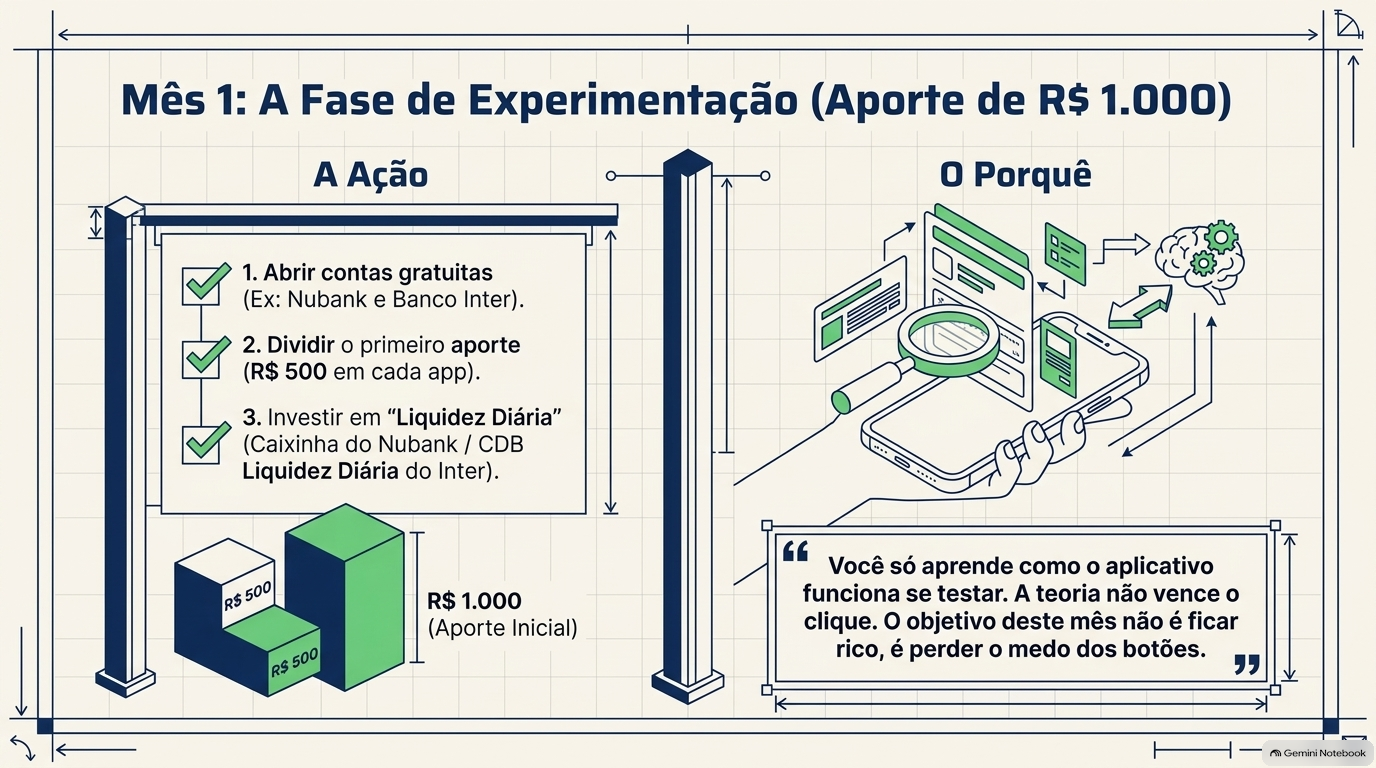 Mês 1: A Fase de Experimentação (Aporte de R$ 1.000)
A Ação
1. Abrir contas gratuitas
(Ex: Nubank e Banco Inter).
2. Dividir o primeiro aporte
(R$ 500 em cada app).
3. Investir em “Liquidez Diária”
(Caixinha do Nubank / CDB
Liquidez Diária do Inter).
R$ 500
R$ 500
R$ 1.000
(Aporte Inicial)
O Porquê
“ Você só aprende como o aplicativo
funciona se testar. A teoria não vence o
clique. O objetivo deste mês não é ficar
rico, é perder o medo dos botões. ”
Gemini Notebook